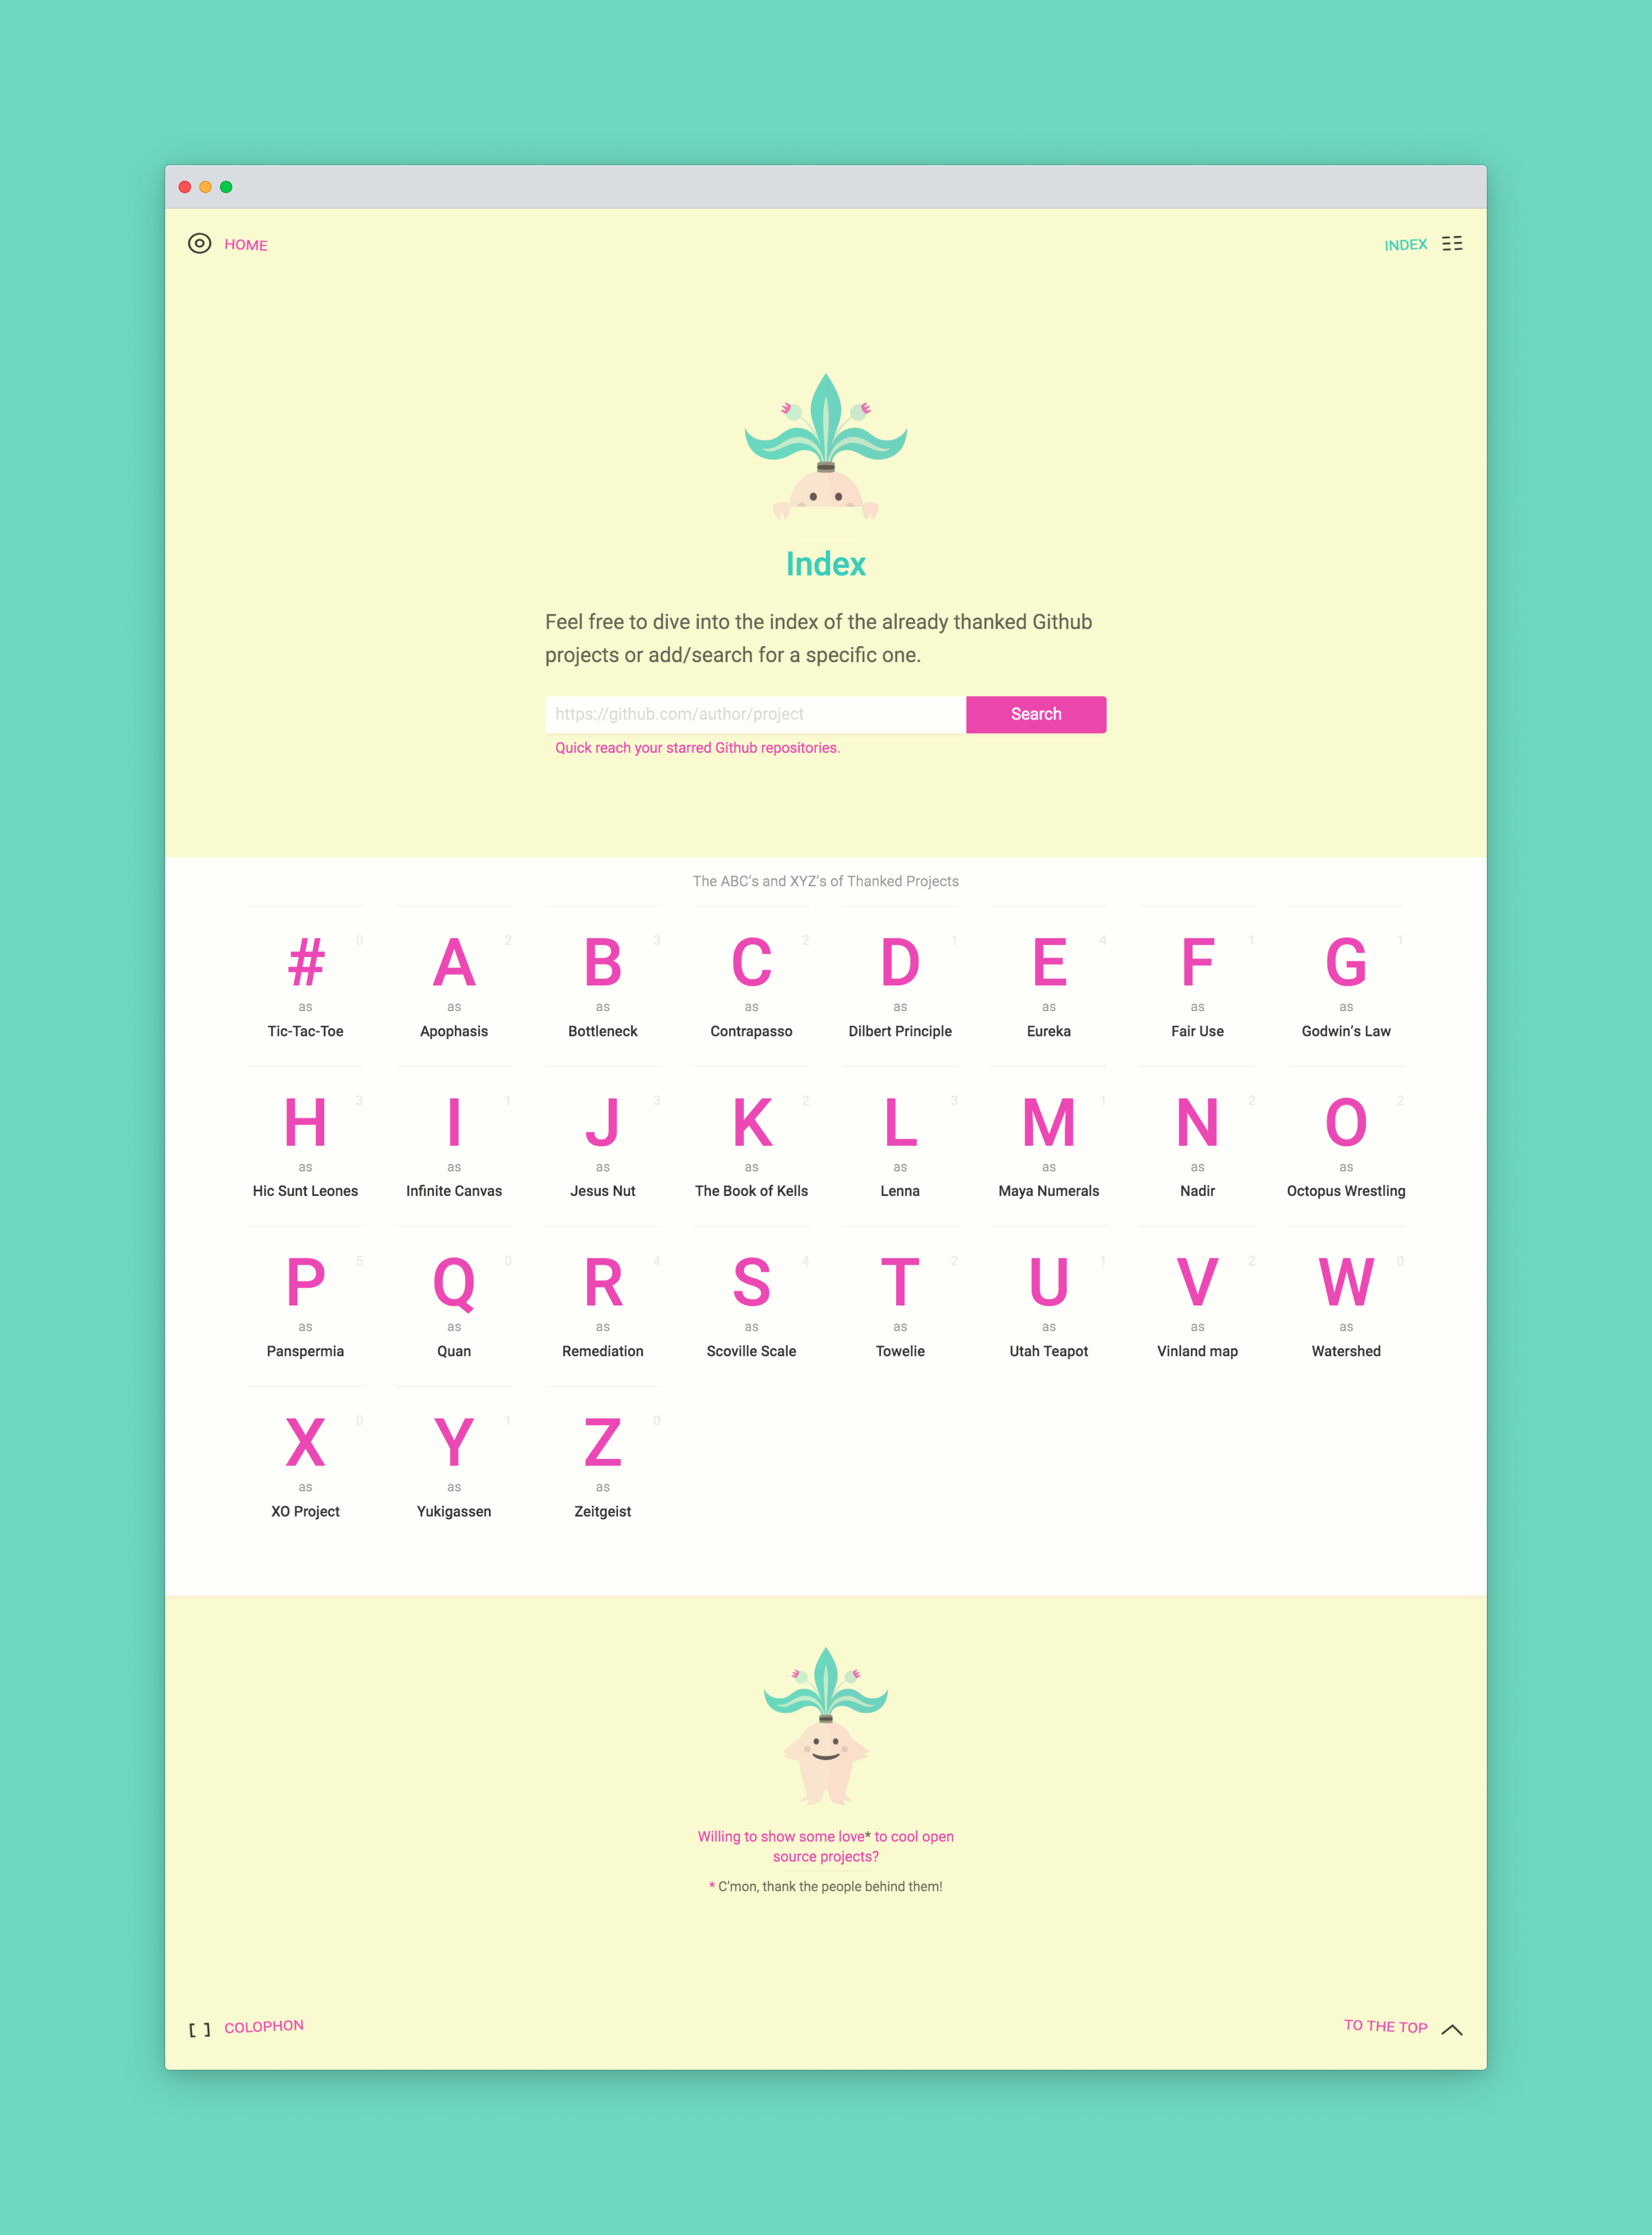 HOME
INDEX
Index
Feel free to dive into the index of the already thanked Github
projects or add/search for a specific one.
https://github.com/author/project
Search
Quick reach your starred Github repositories.
The ABC's and XYZ's of Thanked Projects
# 0
as
Tic-Tac-Toe
A 2
as
Apophasis
B 3
as
Bottleneck
C 2
as
Contrapasso
D 1
as
Dilbert Principle
E 4
as
Eureka
F 1
as
Fair Use
G 1
as
Godwin's Law
H 3
as
Hic Sunt Leones
I 1
as
Infinite Canvas
J 3
as
Jesus Nut
K 2
as
The Book of Kells
L 3
as
Lenna
M 1
as
Maya Numerals
N 2
as
Nadir
O 2
as
Octopus Wrestling
P 5
as
Panspermia
Q 0
as
Quan
R 4
as
Remediation
S 4
as
Scoville Scale
T 2
as
Towelie
U 1
as
Utah Teapot
V 2
as
Vinland map
W 0
as
Watershed
X 0
as
XO Project
Y 1
as
Yukigassen
Z 0
as
Zeitgeist
Willing to show some love* to cool open
source projects?
* C'mon, thank the people behind them!
[ ] COLOPHON
TO THE TOP